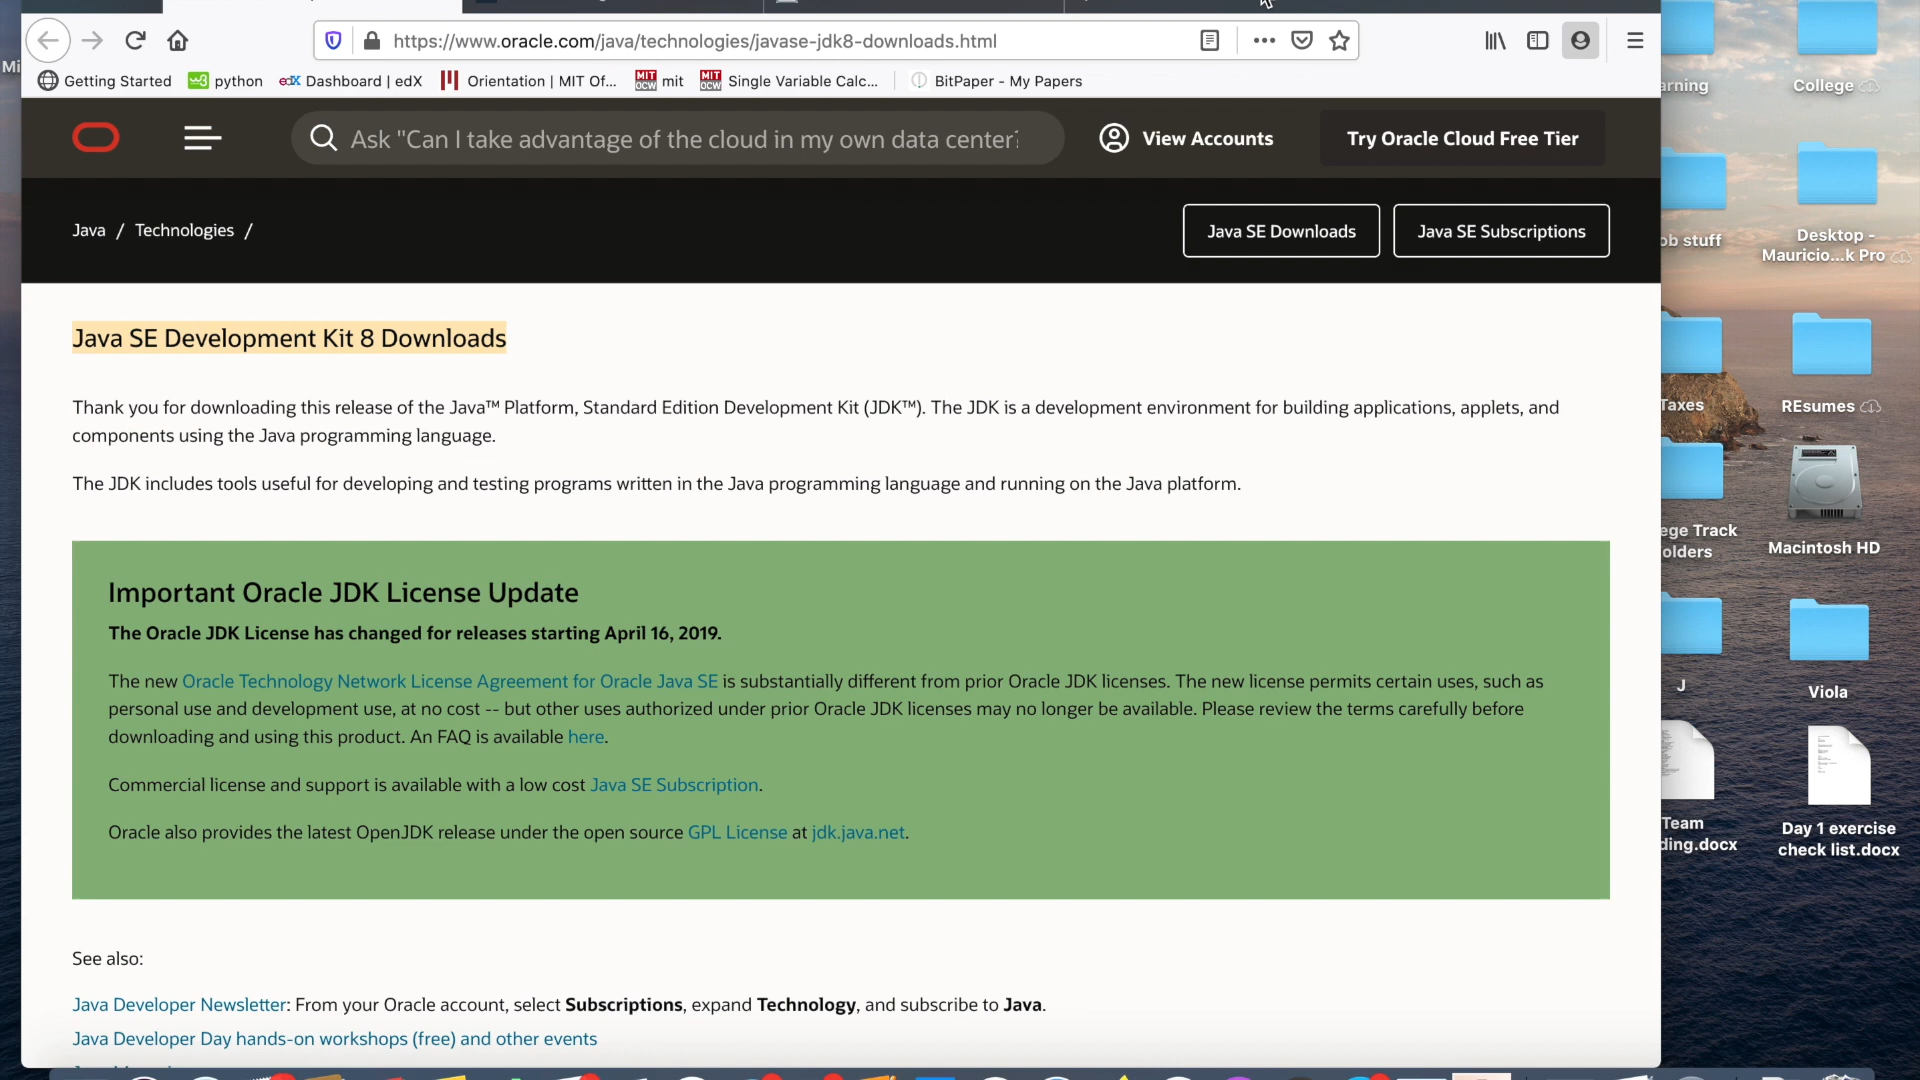 https://www.oracle.com/java/technologies/javase-jdk8-downloads.html
Getting Started
python
edX Dashboard | edX
Orientation | MIT Of...
MIT OCW mit
MIT OCW Single Variable Calc...
BitPaper - My Papers
Ask "Can I take advantage of the cloud in my own data center?
View Accounts
Try Oracle Cloud Free Tier
Java / Technologies /
Java SE Downloads
Java SE Subscriptions
Java SE Development Kit 8 Downloads
Thank you for downloading this release of the Java™ Platform, Standard Edition Development Kit (JDK™). The JDK is a development environment for building applications, applets, and
components using the Java programming language.
The JDK includes tools useful for developing and testing programs written in the Java programming language and running on the Java platform.
Important Oracle JDK License Update
The Oracle JDK License has changed for releases starting April 16, 2019.
The new Oracle Technology Network License Agreement for Oracle Java SE is substantially different from prior Oracle JDK licenses. The new license permits certain uses, such as
personal use and development use, at no cost -- but other uses authorized under prior Oracle JDK licenses may no longer be available. Please review the terms carefully before
downloading and using this product. An FAQ is available here.
Commercial license and support is available with a low cost Java SE Subscription.
Oracle also provides the latest OpenJDK release under the open source GPL License at jdk.java.net.
See also:
Java Developer Newsletter: From your Oracle account, select Subscriptions, expand Technology, and subscribe to Java.
Java Developer Day hands-on workshops (free) and other events
Mi
arning
College
ob stuff
Desktop -
Mauricio...k Pro
Taxes
REsumes
ege Track
olders
Macintosh HD
J
Viola
Team
ding.docx
Day 1 exercise
check list.docx